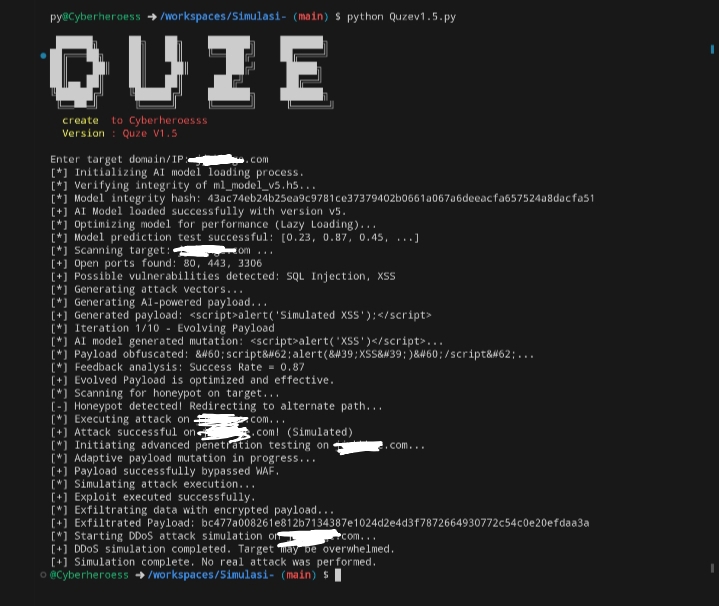 py@Cyberheroess ➜ /workspaces/Simulasi- (main) $ python Quzev1.5.py
QUZE
create to Cyberheroesss
Version : Quze V1.5
Enter target domain/IP: .com
[*] Initializing AI model loading process.
[*] Verifying integrity of ml_model_v5.h5...
[*] Model integrity hash: 43ac74eb24b25ea9c9781ce37379402b0661a067a6deeacfa657524a8dacfa51
[+] AI Model loaded successfully with version v5.
[*] Optimizing model for performance (Lazy Loading)...
[*] Model prediction test successful: [0.23, 0.87, 0.45, ...]
[*] Scanning target: om ...
[+] Open ports found: 80, 443, 3306
[+] Possible vulnerabilities detected: SQL Injection, XSS
[*] Generating attack vectors...
[*] Generating AI-powered payload...
[+] Generated payload: <script>alert('Simulated XSS');</script>
[*] Iteration 1/10 - Evolving Payload
[*] AI model generated mutation: <script>alert('XSS')</script>...
[*] Payload obfuscated: &#60;script&#62;alert(&#39;XSS&#39;)&#60;/script&#62;...
[*] Feedback analysis: Success Rate = 0.87
[+] Evolved Payload is optimized and effective.
[*] Scanning for honeypot on target...
[-] Honeypot detected! Redirecting to alternate path...
[*] Executing attack on .com...
[+] Attack successful on .com! (Simulated)
[*] Initiating advanced penetration testing on .com...
[*] Adaptive payload mutation in progress...
[+] Payload successfully bypassed WAF.
[*] Simulating attack execution...
[+] Exploit executed successfully.
[*] Exfiltrating data with encrypted payload...
[+] Exfiltrated Payload: bc477a008261e812b7134387e1024d2e4d3f7872664930772c54c0e20efdaa3a
[*] Starting DDoS attack simulation on com...
[+] DDoS simulation completed. Target may be overwhelmed.
[+] Simulation complete. No real attack was performed.
@Cyberheroess ➜ /workspaces/Simulasi- (main) $